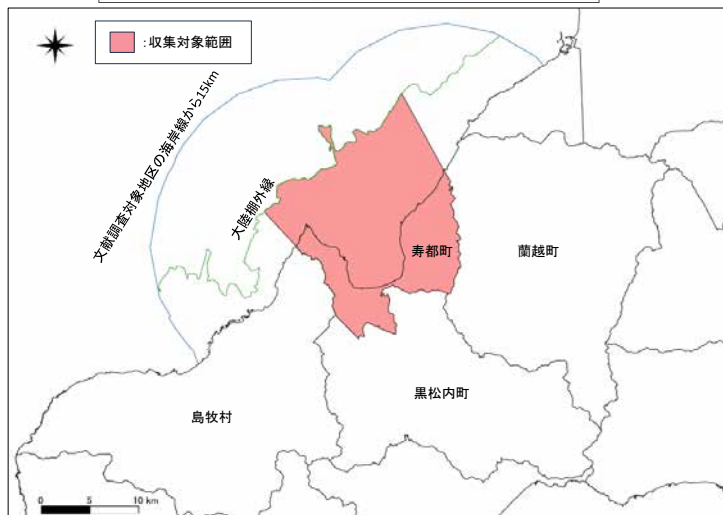 :収集対象範囲
文献調査対象地区の海岸線から15km
大陸棚外縁
寿都町
蘭越町
黒松内町
島牧村
0 5 10 km